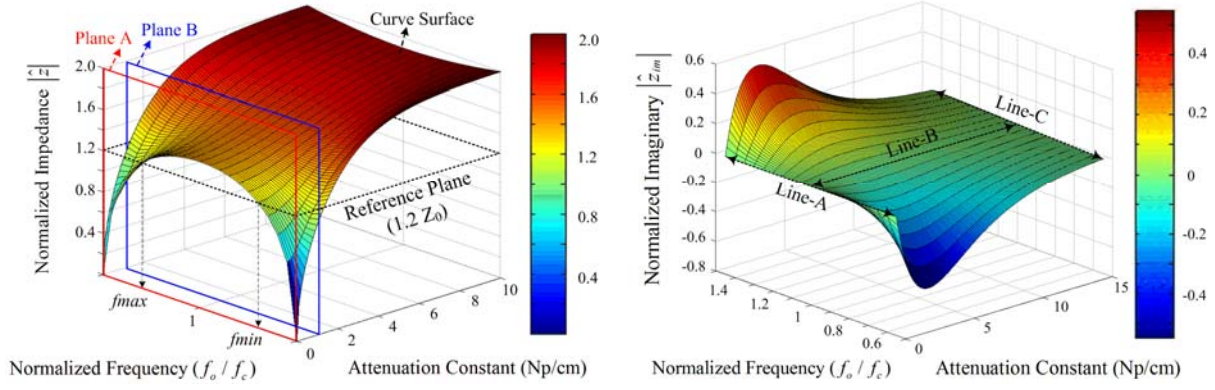 Plane A
Plane B
Curve Surface
2.0
1.6
1.2
0.8
0.4
Normalized Impedance |ẑ|
Reference Plane
(1.2 Z₀)
fmax
fmin
1
0
2
4
6
8
10
Normalized Frequency (fₒ / f꜀)
Attenuation Constant (Np/cm)
2.0
1.6
1.2
0.8
0.4
0.6
0.4
0.2
0
-0.2
-0.4
-0.6
-0.8
Normalized Imaginary |ẑᵢₘ|
Line-A
Line-B
Line-C
1.4
1.2
1
0.8
0.6
0
5
10
15
Normalized Frequency (fₒ / f꜀)
Attenuation Constant (Np/cm)
0.4
0.2
0
-0.2
-0.4